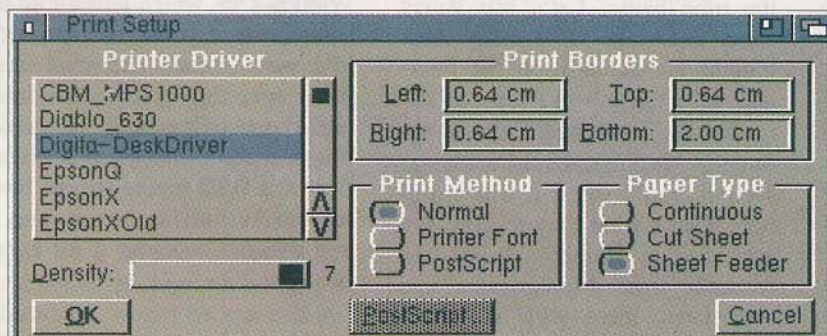 Print Setup
Printer Driver
CBM_MPS1000
Diablo_630
Digita-DeskDriver
EpsonQ
EpsonX
EpsonXOld
Density: 7
Print Borders
Left: 0.64 cm Top: 0.64 cm
Right: 0.64 cm Bottom: 2.00 cm
Print Method
Normal
Printer Font
PostScript
Paper Type
Continuous
Cut Sheet
Sheet Feeder
OK PostScript Cancel